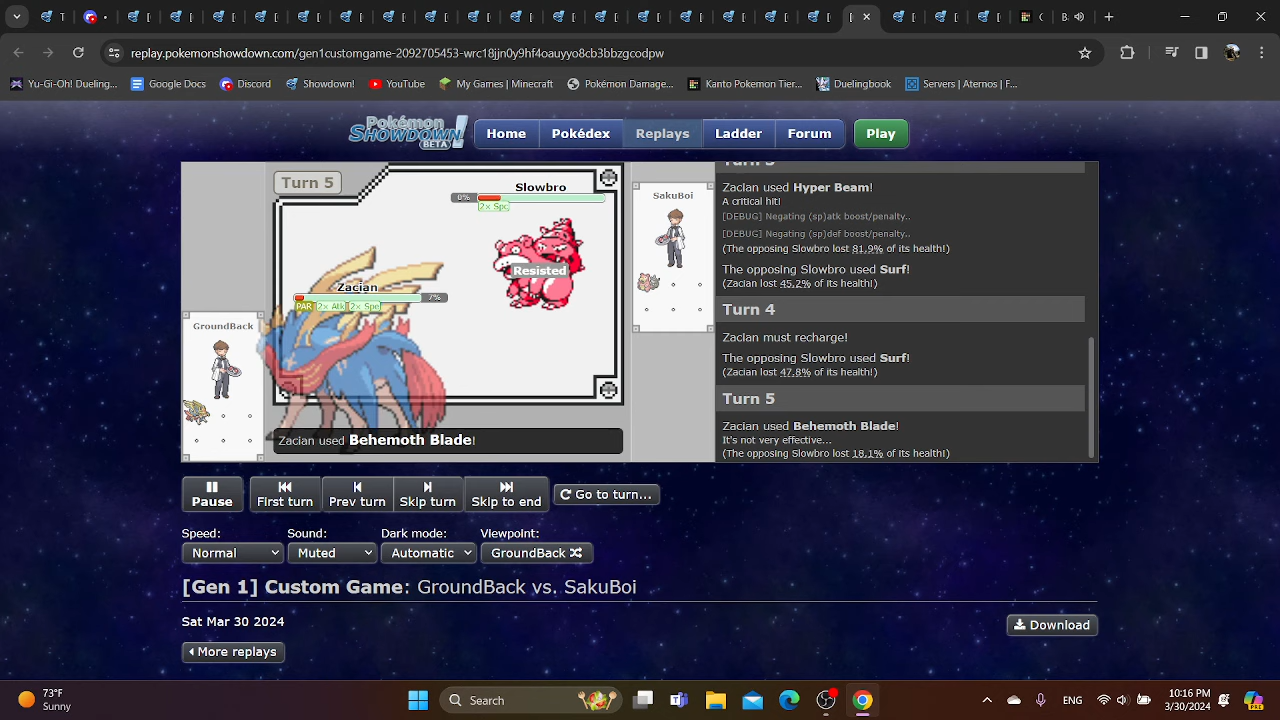 replay.pokemonshowdown.com/gen1customgame-2092705453-wrc18jjn0y9hf4oauyyo8cb3bbzgcodpw
Yu-Gi-Oh! Dueling...
Google Docs
Discord
Showdown!
YouTube
My Games | Minecraft
Pokémon Damage...
Kanto Pokemon Tier...
Duelingbook
Servers | Aternos | F...
Pokémon
SHOWDOWN!
BETA
Home
Pokédex
Replays
Ladder
Forum
Play
Turn 5
Slowbro
0%
2× Spc
Resisted
Zacian
7%
PAR
2× Atk
2× Spe
GroundBack
SakuBoi
Zacian used Behemoth Blade!
Zacian used Hyper Beam!
A critical hit!
[DEBUG] Negating (sp)atk boost/penalty..
[DEBUG] Negating (sp)def boost/penalty..
(The opposing Slowbro lost 81.9% of its health!)
The opposing Slowbro used Surf!
Turn 4
Zacian must recharge!
The opposing Slowbro used Surf!
(Zacian lost 47.8% of its health!)
Turn 5
Zacian used Behemoth Blade!
It's not very effective...
(The opposing Slowbro lost 18.1% of its health!)
Pause
First turn
Prev turn
Skip turn
Skip to end
Go to turn...
Speed:
Sound:
Dark mode:
Viewpoint:
Normal
Muted
Automatic
GroundBack
[Gen 1] Custom Game: GroundBack vs. SakuBoi
Sat Mar 30 2024
Download
More replays
73°F
Sunny
Search
ENG
10:16 PM
3/30/2024